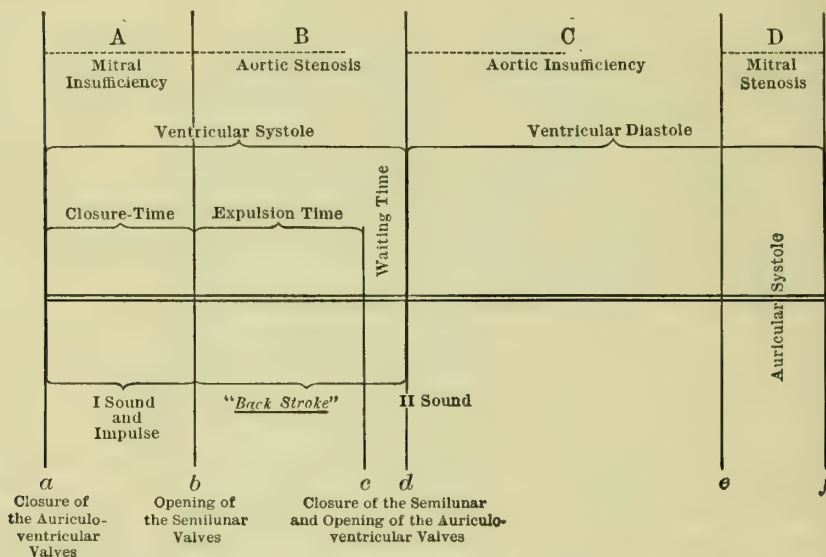 A B C D
Mitral Insufficiency
Aortic Stenosis
Aortic Insufficiency
Mitral Stenosis
Ventricular Systole
Ventricular Diastole
Closure-Time
Expulsion Time
Waiting Time
Auricular Systole
I Sound
and
Impulse
"Back Stroke"
II Sound
a b c d e f
Closure of
the Auriculo-
ventricular
Valves
Opening of
the Semilunar
Valves
Closure of the Semilunar
and Opening of the Auriculo-
ventricular Valves